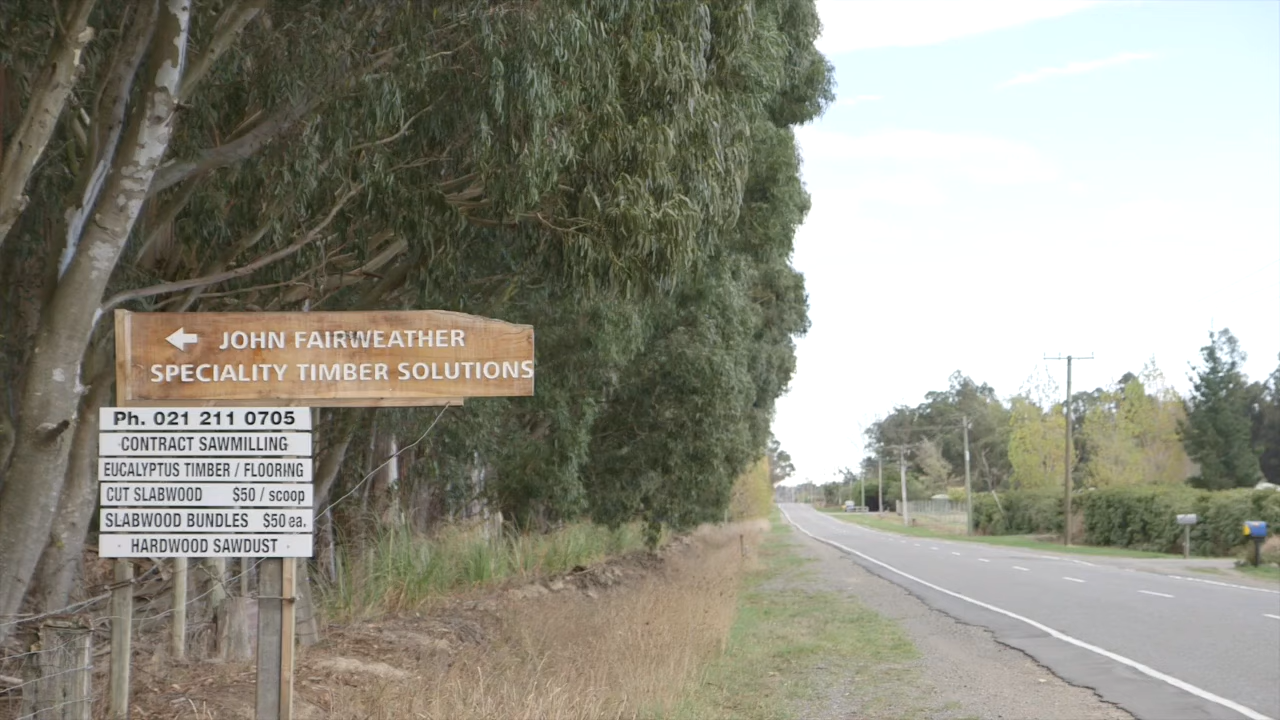 JOHN FAIRWEATHER
SPECIALITY TIMBER SOLUTIONS
Ph. 021 211 0705
CONTRACT SAWMILLING
EUCALYPTUS TIMBER / FLOORING
CUT SLABWOOD $50 / scoop
SLABWOOD BUNDLES $50 ea.
HARDWOOD SAWDUST